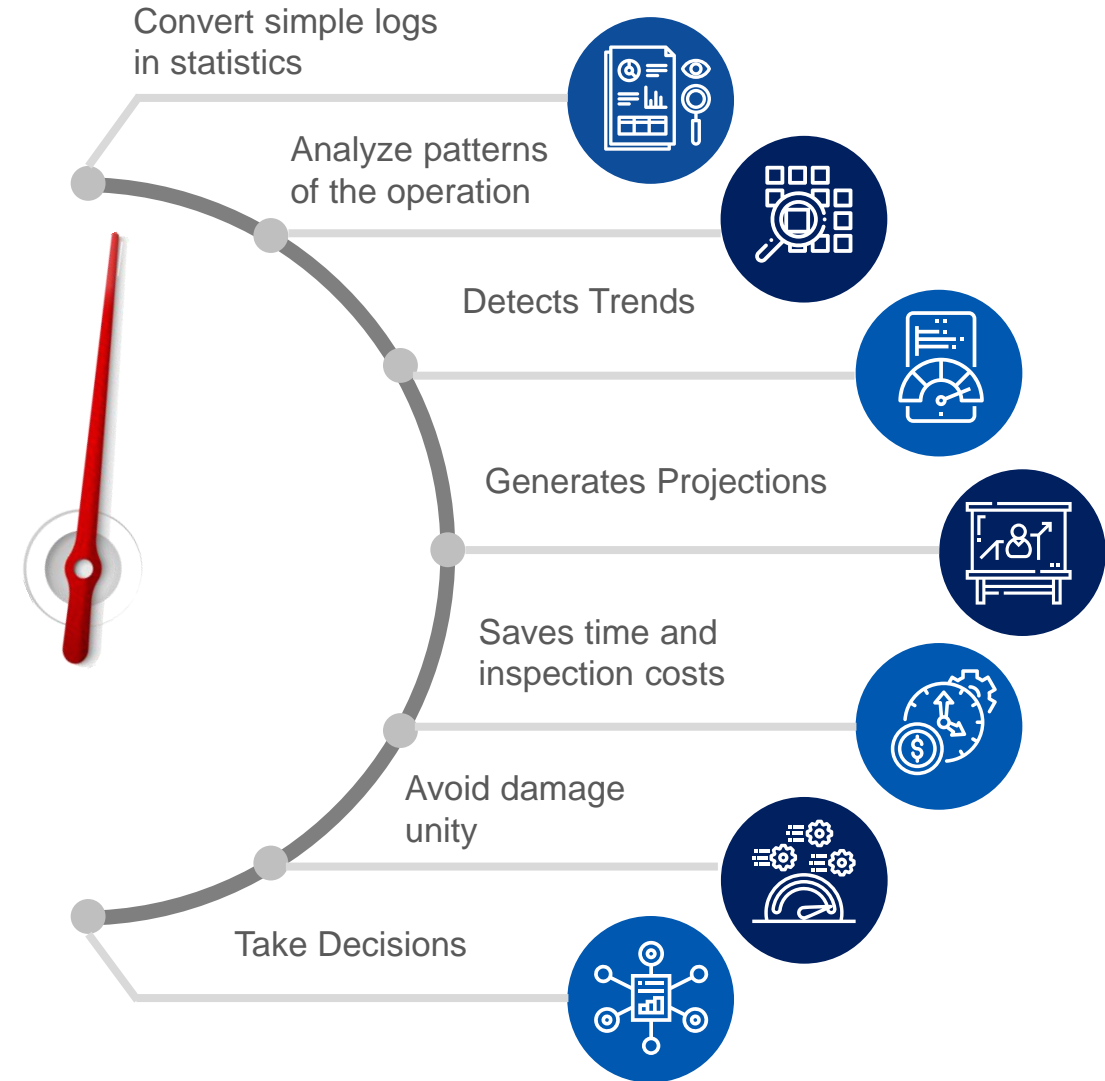 Convert simple logs
in statistics
Analyze patterns
of the operation
Detects Trends
Generates Projections
Saves time and
inspection costs
Avoid damage
unity
Take Decisions
$